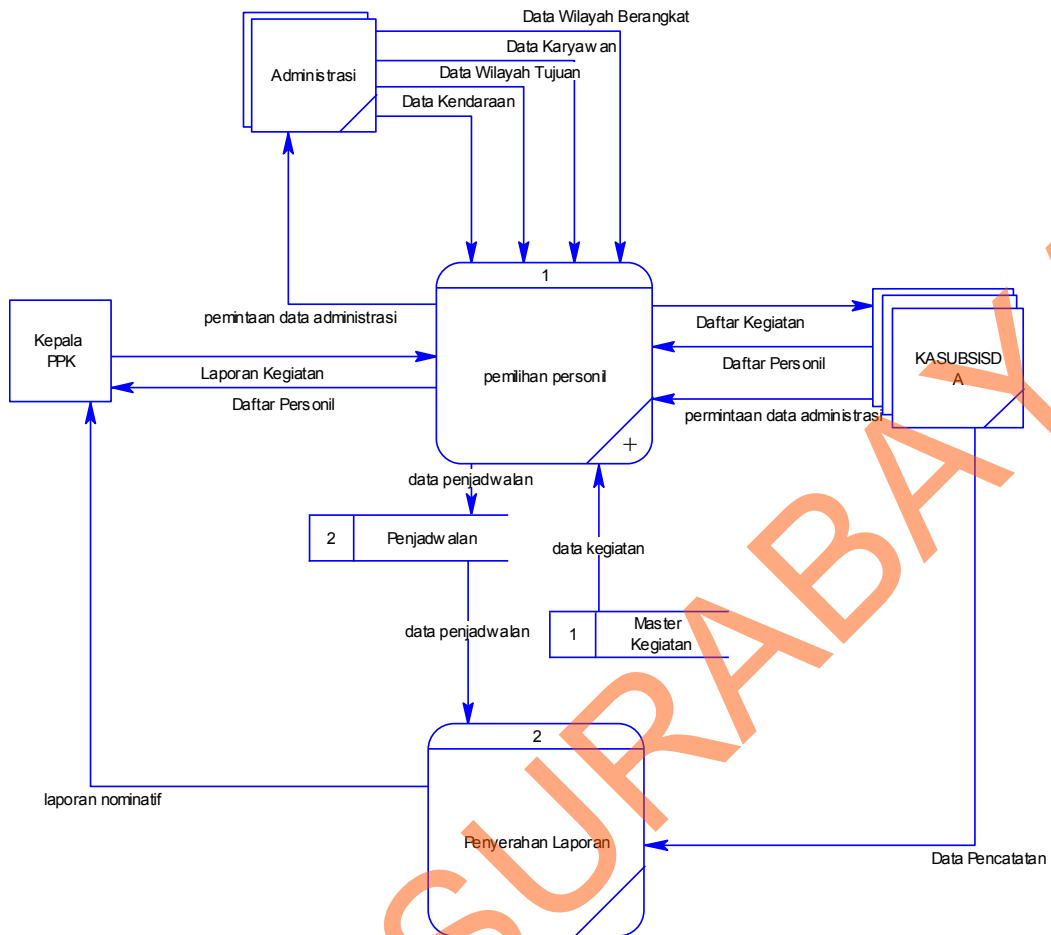 Data Wilayah Berangkat
Data Karyawan
Administrasi
Data Wilayah Tujuan
Data Kendaraan
1
pemintaan data administrasi
Daftar Kegiatan
Kepala
PPK
KASUBSISD
A
Laporan Kegiatan
pemilihan personil
Daftar Personil
Daftar Personil
permintaan data administrasi
+
data penjadwalan
2
Penjadwalan
data kegiatan
data penjadwalan
1
Master
Kegiatan
2
laporan nominatif
Penyerahan Laporan
Data Pencatatan
SURABAY